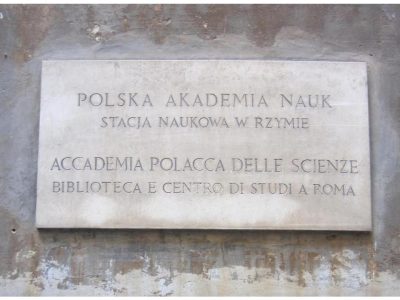 POLSKA AKADEMIA NAUK
STACJA NAUKOWA W RZYMIE
ACCADEMIA POLACCA DELLE SCIENZE
BIBLIOTECA E CENTRO DI STUDI A ROMA